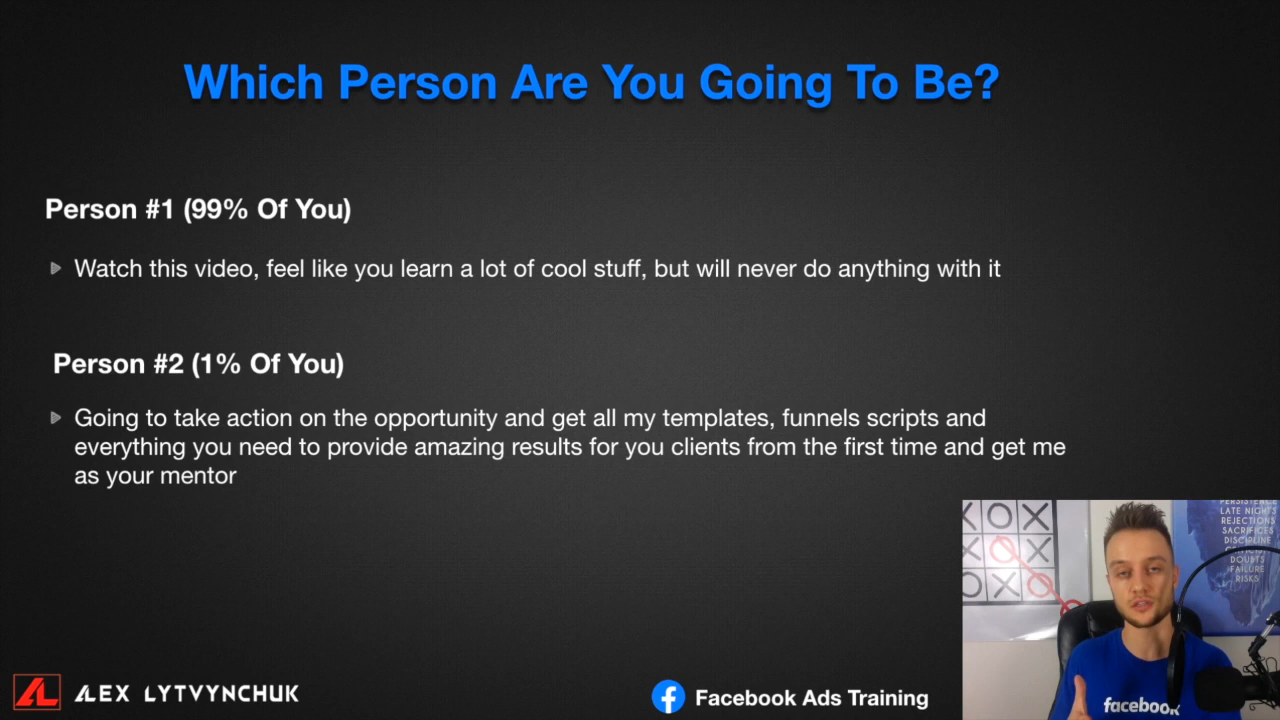 Which Person Are You Going To Be?
Person #1 (99% Of You)
Watch this video, feel like you learn a lot of cool stuff, but will never do anything with it
Person #2 (1% Of You)
Going to take action on the opportunity and get all my templates, funnels scripts and
everything you need to provide amazing results for you clients from the first time and get me
as your mentor
X O X
X O X
O X O
PERSISTENCE
LATE NIGHTS
REJECTIONS
SACRIFICES
DISCIPLINE
DOUBTS
FAILURE
RISKS
facebook
AL ALEX LYTVYNCHUK
f Facebook Ads Training